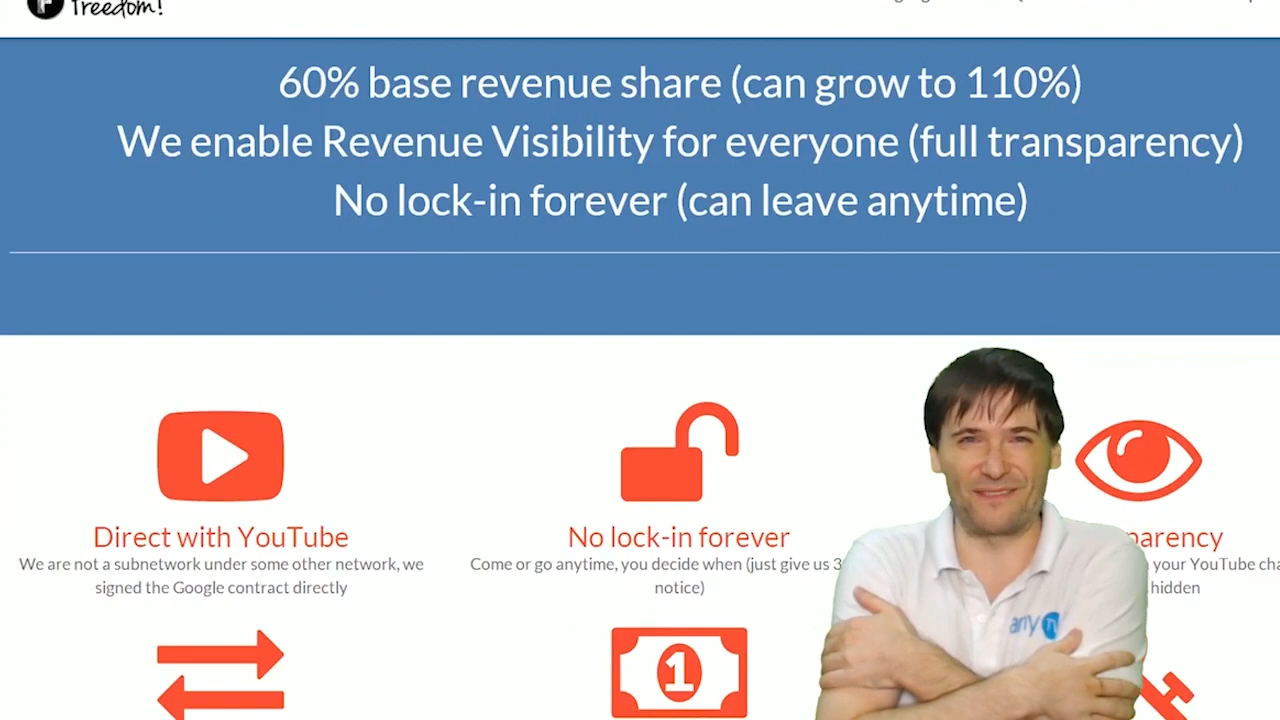 F
freedom!
60% base revenue share (can grow to 110%)
We enable Revenue Visibility for everyone (full transparency)
No lock-in forever (can leave anytime)
Direct with YouTube
We are not a subnetwork under some other network, we
signed the Google contract directly
No lock-in forever
Come or go anytime, you decide when (just give us 3
notice)
parency
your YouTube cha
hidden
1
any